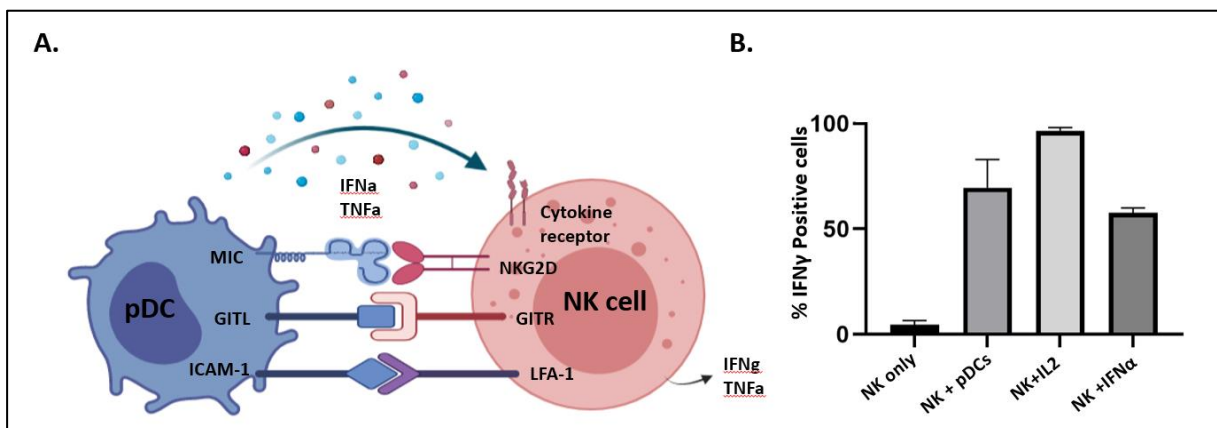 A.
IFNa
TNFa
Cytokine
receptor
MIC
NKG2D
pDC
NK cell
GITL
GITR
ICAM-1
LFA-1
IFNg
TNFa
B.
% IFNγ Positive cells
100
50
0
NK only
NK + pDCs
NK+IL2
NK +IFNα